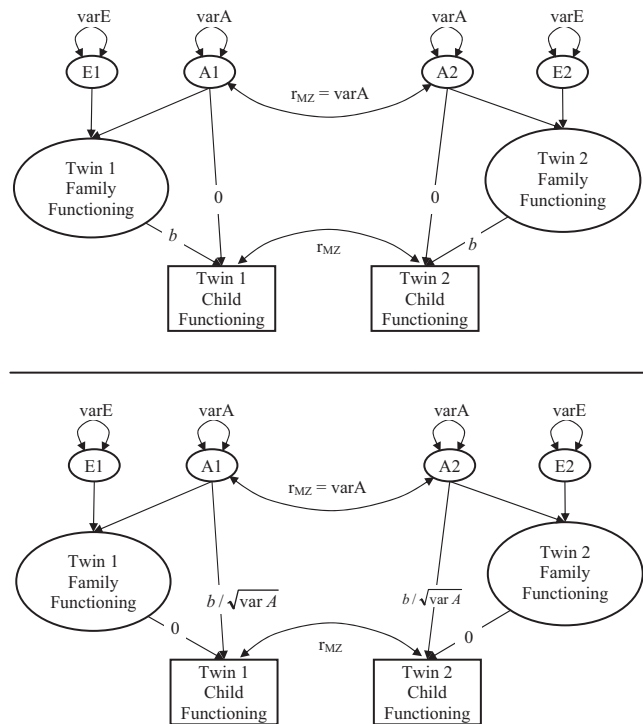 varE varA varA varE
E1 A1 A2 E2
r_MZ = varA
Twin 1
Family
Functioning
Twin 2
Family
Functioning
0 0
b b
r_MZ
Twin 1
Child
Functioning
Twin 2
Child
Functioning
varE varA varA varE
E1 A1 A2 E2
r_MZ = varA
Twin 1
Family
Functioning
Twin 2
Family
Functioning
b / √var A b / √var A
0 0
r_MZ
Twin 1
Child
Functioning
Twin 2
Child
Functioning